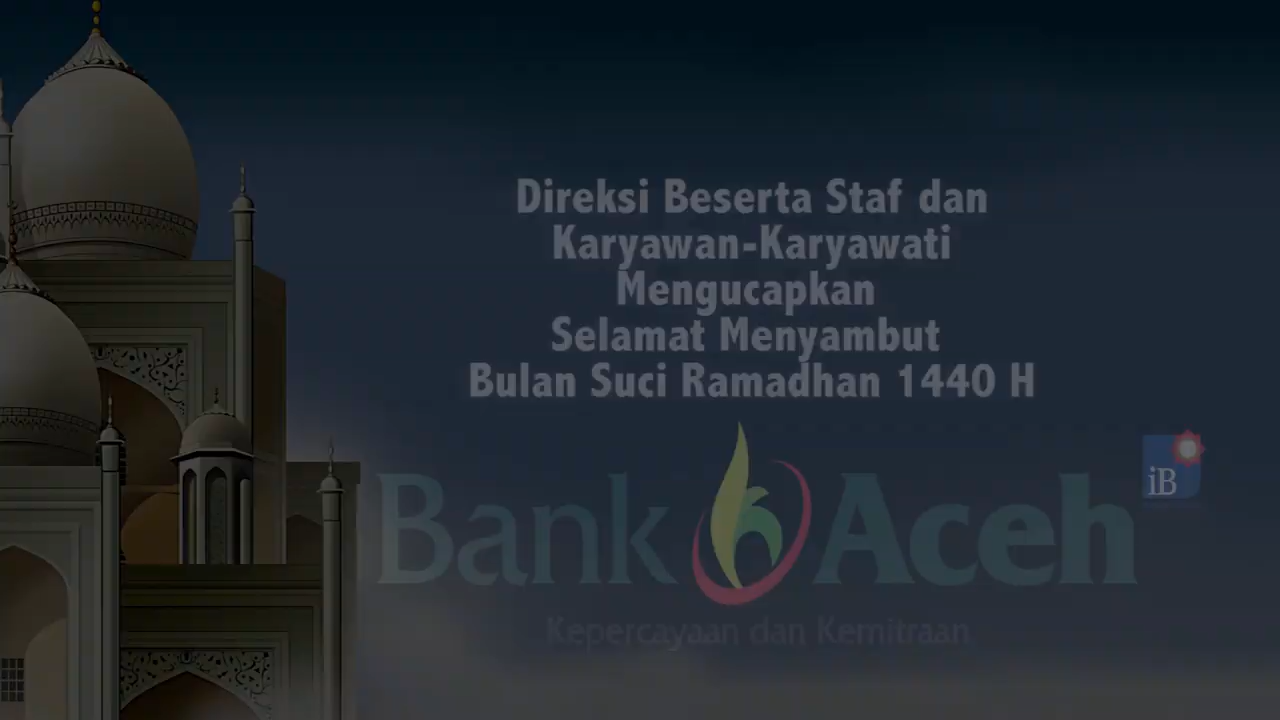 Direksi Beserta Staf dan
Karyawan-Karyawati
Mengucapkan
Selamat Menyambut
Bulan Suci Ramadhan 1440 H
Bank Aceh
iB
Kepercayaan dan Kemitraan